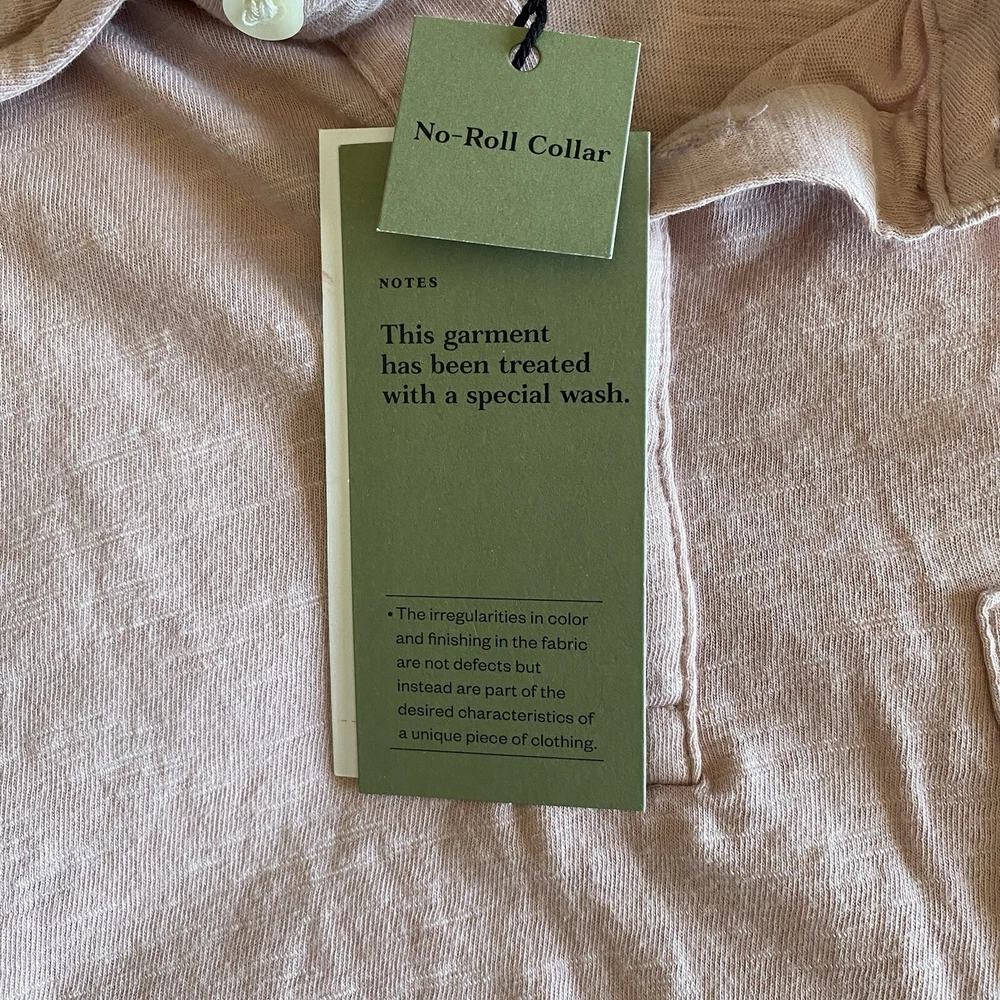 No-Roll Collar
NOTES
This garment
has been treated
with a special wash.
• The irregularities in color
and finishing in the fabric
are not defects but
instead are part of the
desired characteristics of
a unique piece of clothing.